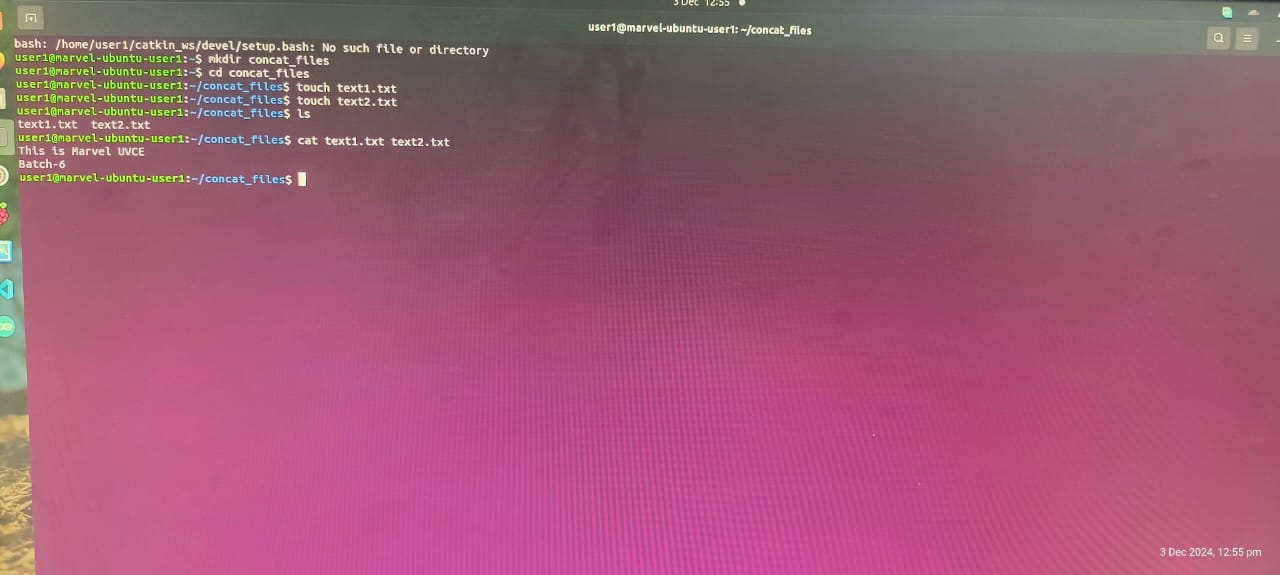 3 Dec 12:55
user1@marvel-ubuntu-user1: ~/concat_files
bash: /home/user1/catkin_ws/devel/setup.bash: No such file or directory
user1@marvel-ubuntu-user1:~$ mkdir concat_files
user1@marvel-ubuntu-user1:~$ cd concat_files
user1@marvel-ubuntu-user1:~/concat_files$ touch text1.txt
user1@marvel-ubuntu-user1:~/concat_files$ touch text2.txt
user1@marvel-ubuntu-user1:~/concat_files$ ls
text1.txt  text2.txt
user1@marvel-ubuntu-user1:~/concat_files$ cat text1.txt text2.txt
This is Marvel UVCE
Batch-6
user1@marvel-ubuntu-user1:~/concat_files$
3 Dec 2024, 12:55 pm